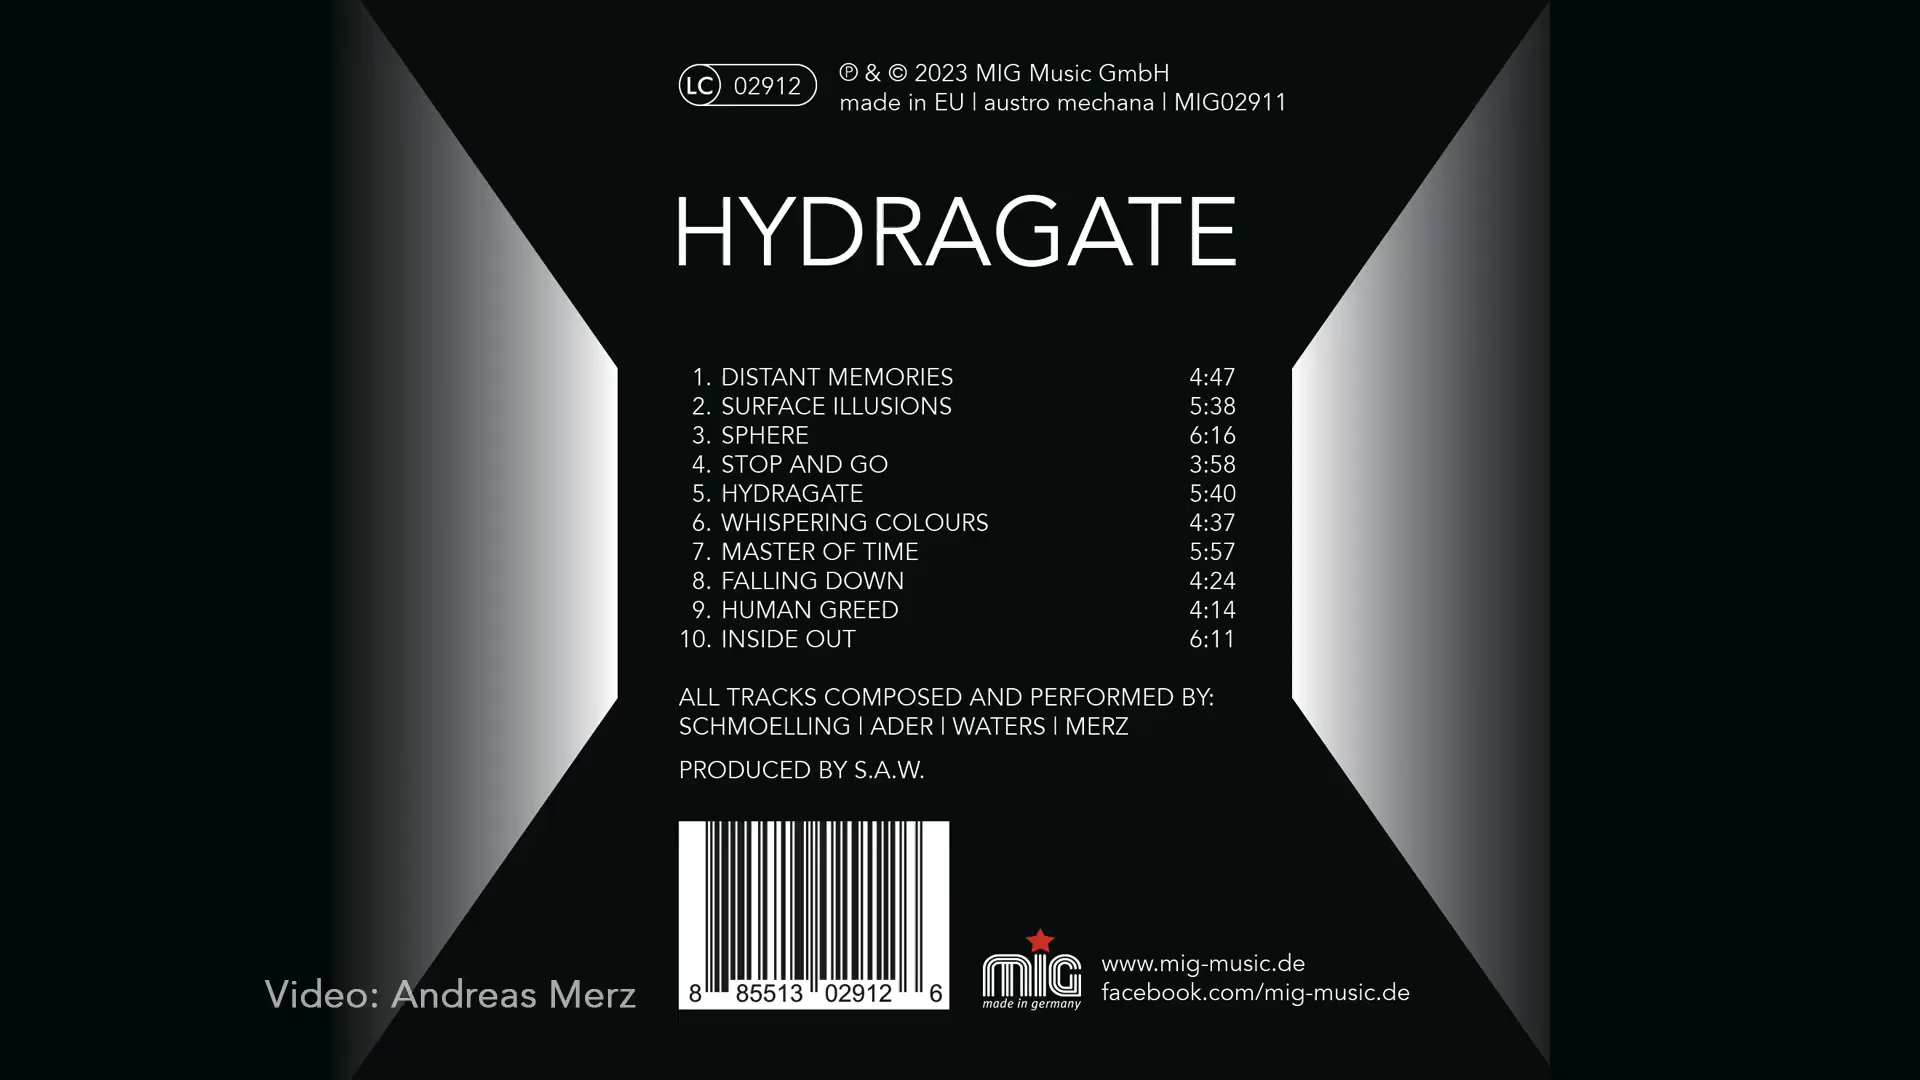 LC 02912
℗ & © 2023 MIG Music GmbH
made in EU | austro mechana | MIG02911
HYDRAGATE
1. DISTANT MEMORIES 4:47
2. SURFACE ILLUSIONS 5:38
3. SPHERE 6:16
4. STOP AND GO 3:58
5. HYDRAGATE 5:40
6. WHISPERING COLOURS 4:37
7. MASTER OF TIME 5:57
8. FALLING DOWN 4:24
9. HUMAN GREED 4:14
10. INSIDE OUT 6:11
ALL TRACKS COMPOSED AND PERFORMED BY:
SCHMOELLING | ADER | WATERS | MERZ
PRODUCED BY S.A.W.
8 85513 02912 6
mig
made in germany
www.mig-music.de
facebook.com/mig-music.de
Video: Andreas Merz